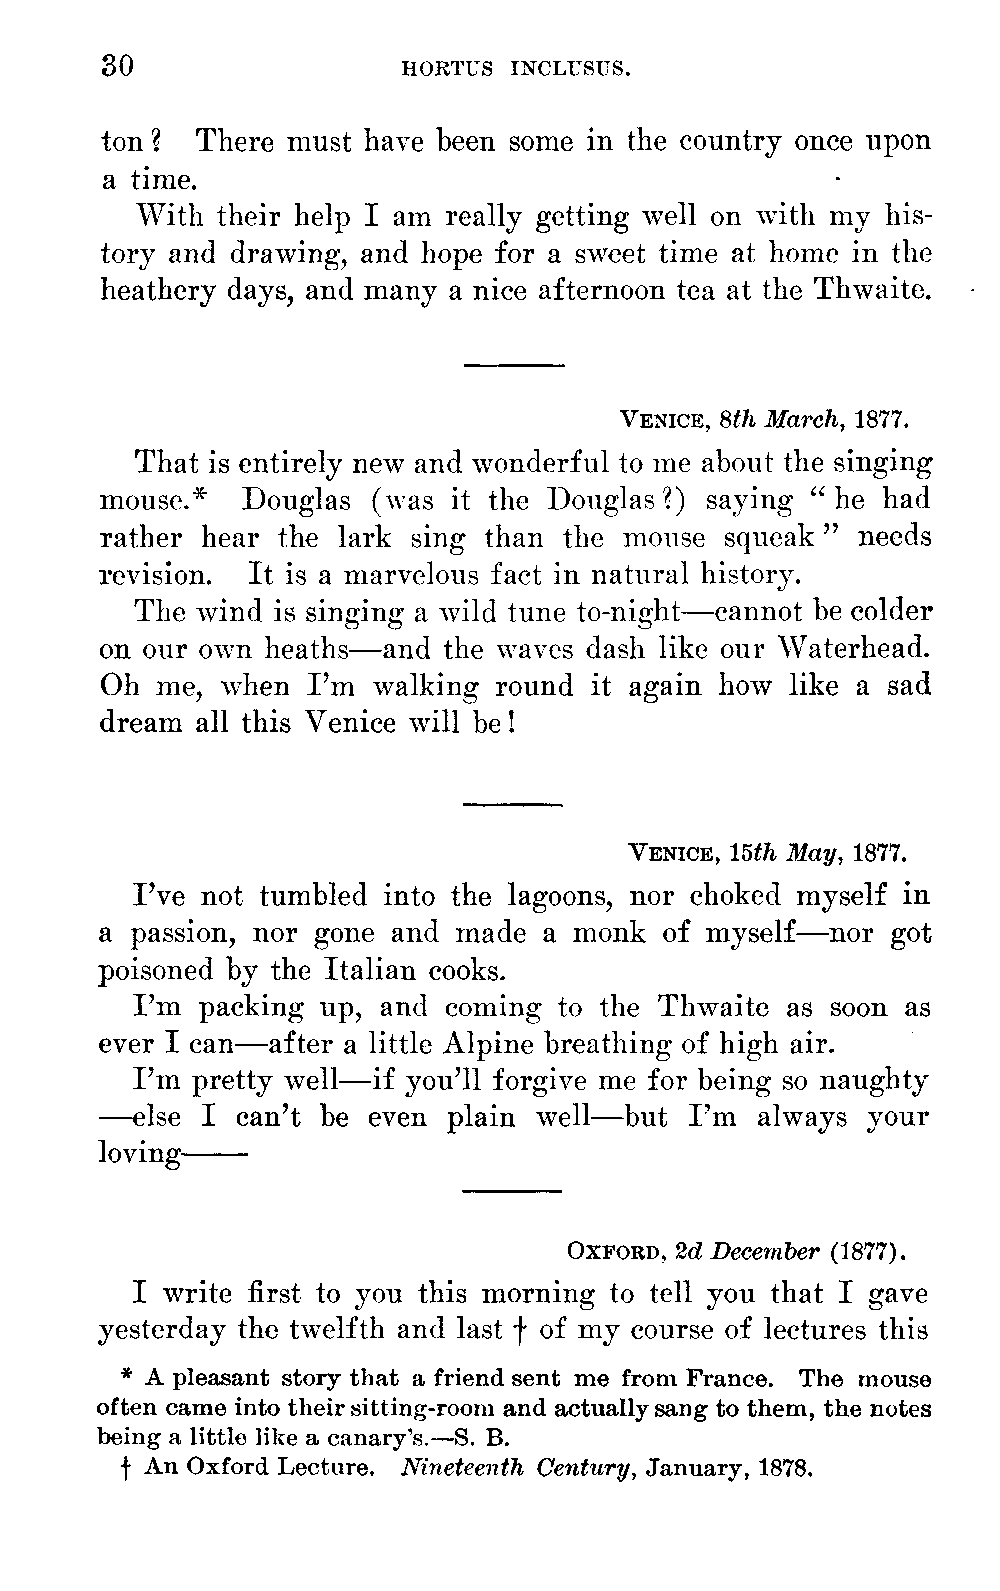 30 HORTUS INCLUSUS.
ton? There must have been some in the country once upon
a time.
With their help I am really getting well on with my his-
tory and drawing, and hope for a sweet time at home in the
heathery days, and many a nice afternoon tea at the Thwaite.
VENICE, 8th March, 1877.
That is entirely new and wonderful to me about the singing
mouse.* Douglas (was it the Douglas?) saying “he had
rather hear the lark sing than the mouse squeak” needs
revision. It is a marvelous fact in natural history.
The wind is singing a wild tune to-night—cannot be colder
on our own heaths—and the waves dash like our Waterhead.
Oh me, when I'm walking round it again how like a sad
dream all this Venice will be!
VENICE, 15th May, 1877.
I've not tumbled into the lagoons, nor choked myself in
a passion, nor gone and made a monk of myself—nor got
poisoned by the Italian cooks.
I'm packing up, and coming to the Thwaite as soon as
ever I can—after a little Alpine breathing of high air.
I'm pretty well—if you'll forgive me for being so naughty
—else I can't be even plain well—but I'm always your
loving——
OXFORD, 2d December (1877).
I write first to you this morning to tell you that I gave
yesterday the twelfth and last † of my course of lectures this
* A pleasant story that a friend sent me from France. The mouse
often came into their sitting-room and actually sang to them, the notes
being a little like a canary's.—S. B.
† An Oxford Lecture. Nineteenth Century, January, 1878.